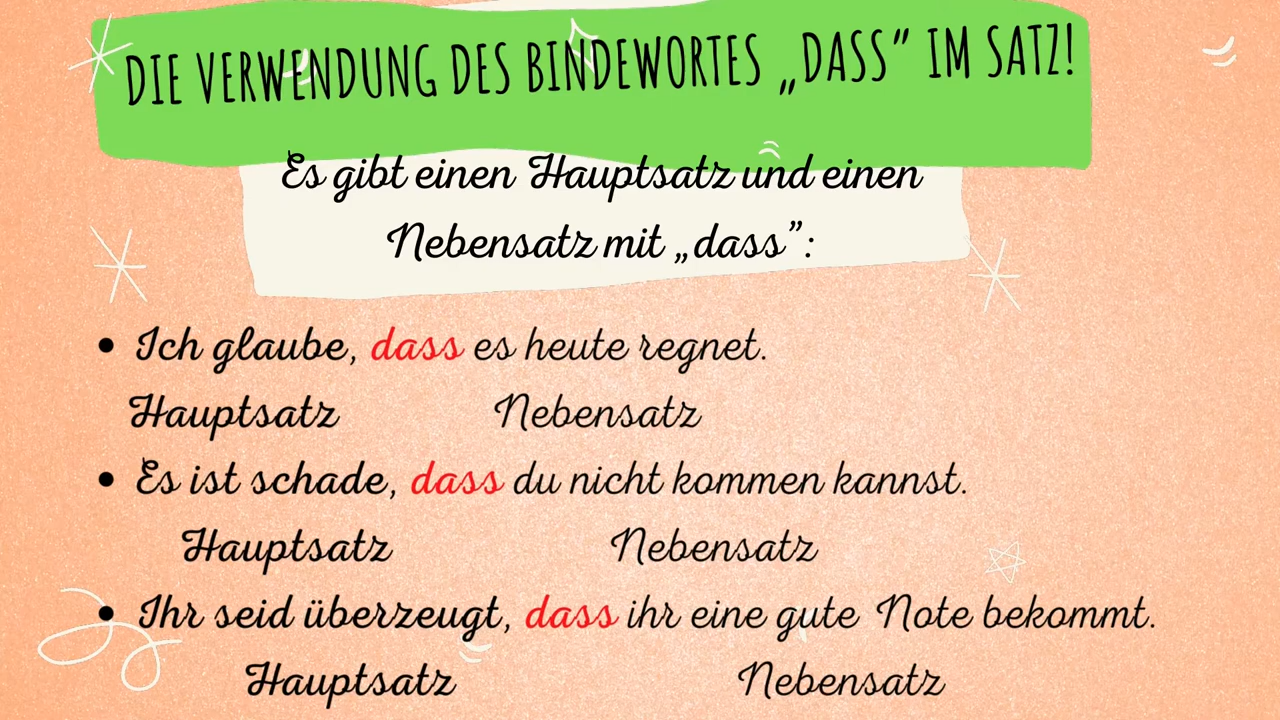 DIE VERWENDUNG DES BINDEWORTES „DASS” IM SATZ!
Es gibt einen Hauptsatz und einen
Nebensatz mit „dass”:
• Ich glaube, dass es heute regnet.
Hauptsatz Nebensatz
• Es ist schade, dass du nicht kommen kannst.
Hauptsatz Nebensatz
• Ihr seid überzeugt, dass ihr eine gute Note bekommt.
Hauptsatz Nebensatz